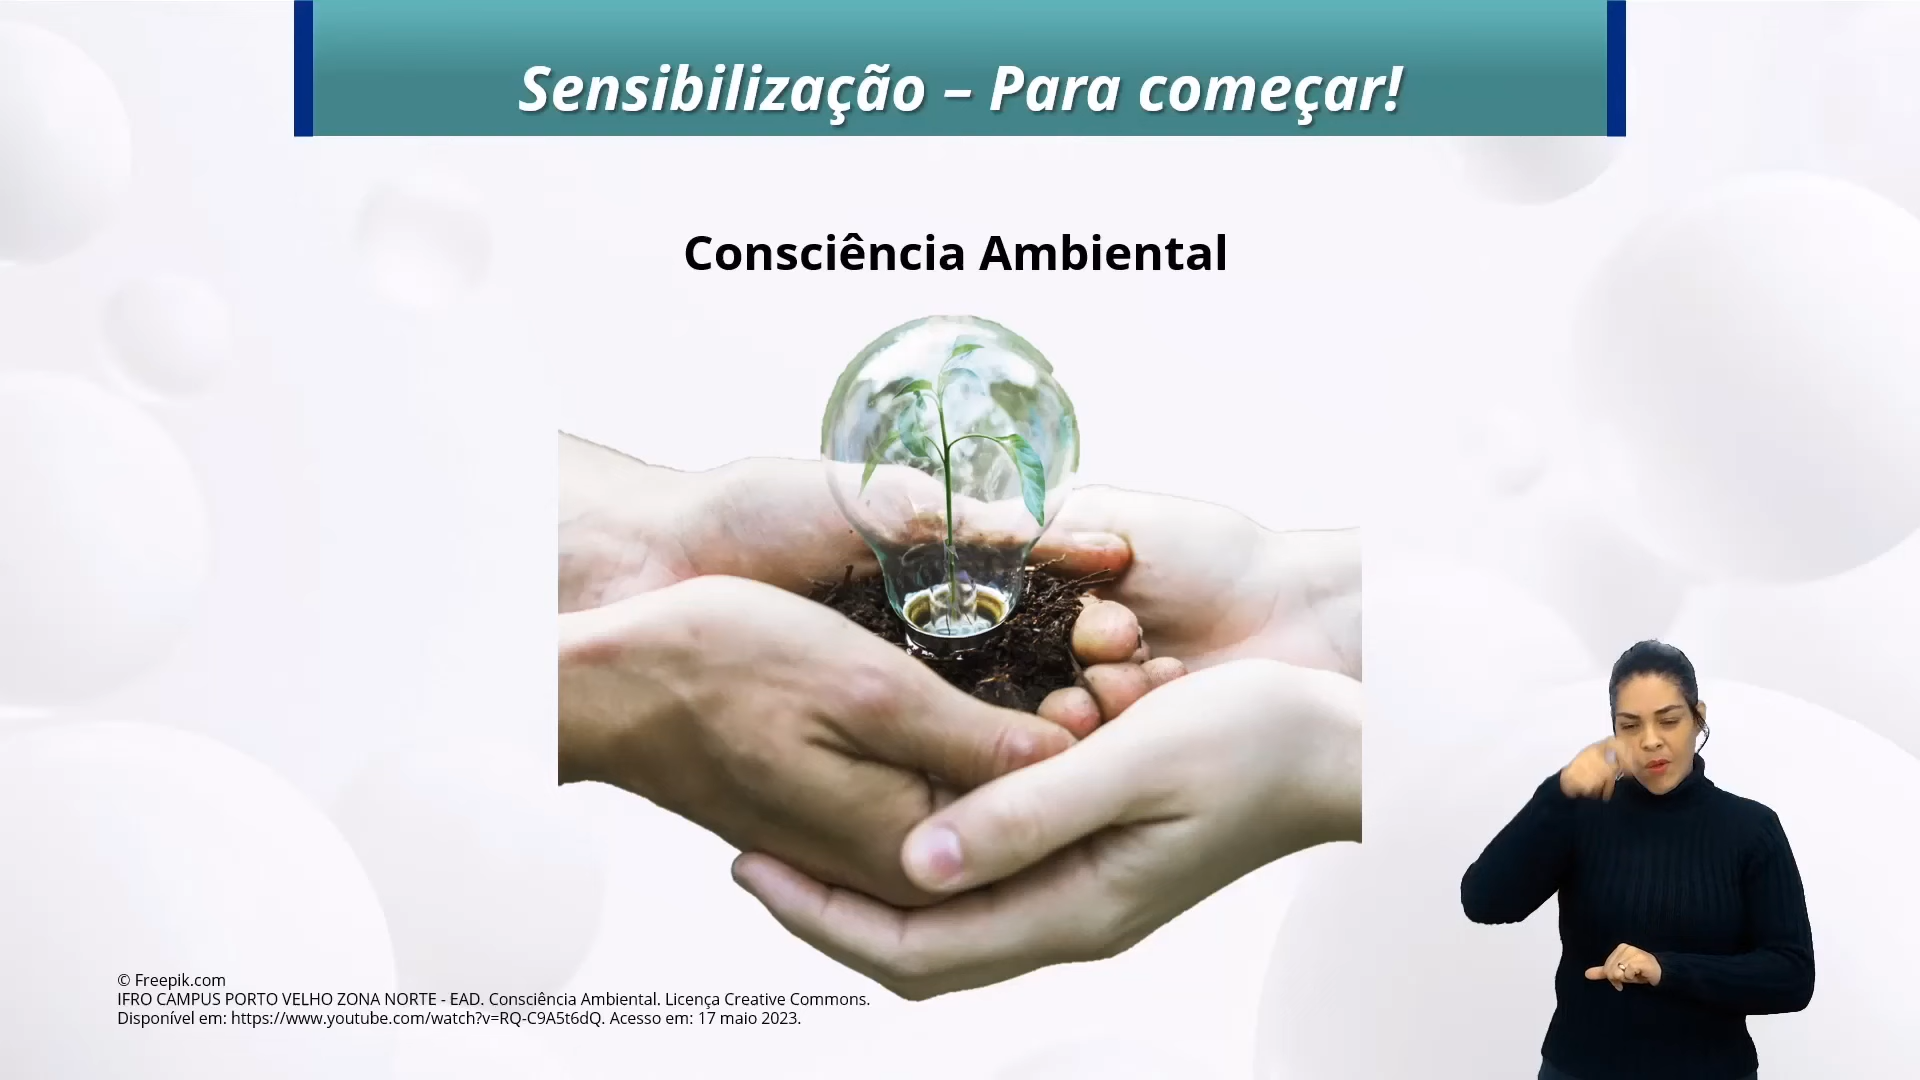 Sensibilização – Para começar!
Consciência Ambiental
© Freepik.com
IFRO CAMPUS PORTO VELHO ZONA NORTE - EAD. Consciência Ambiental. Licença Creative Commons.
Disponível em: https://www.youtube.com/watch?v=RQ-C9A5t6dQ. Acesso em: 17 maio 2023.